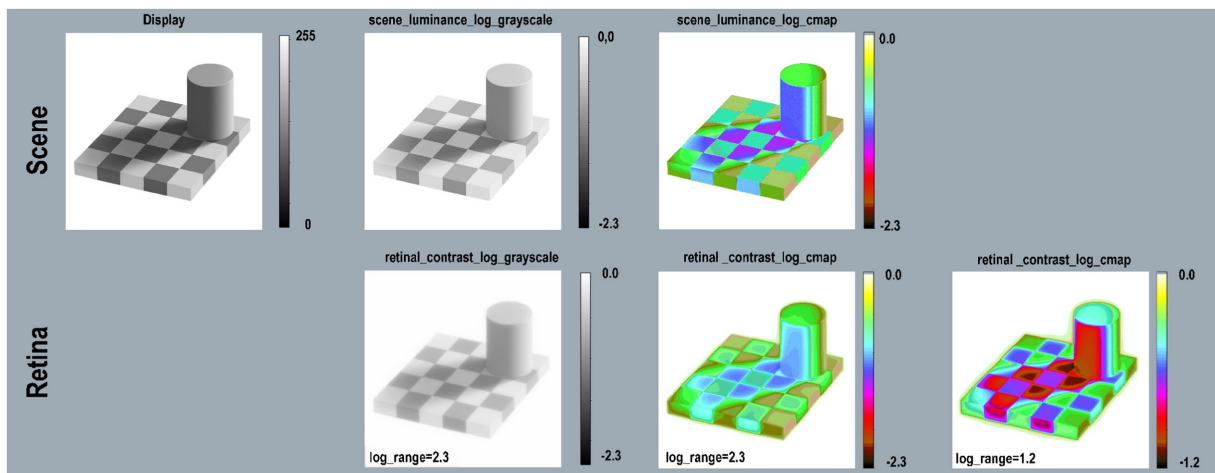 Display
scene_luminance_log_grayscale
scene_luminance_log_cmap
255
0,0
0.0
Scene
0
-2.3
-2.3
retinal_contrast_log_grayscale
retinal _contrast_log_cmap
retinal _contrast_log_cmap
0.0
0.0
0.0
Retina
log_range=2.3
log_range=2.3
log_range=1.2
-2.3
-2.3
-1.2